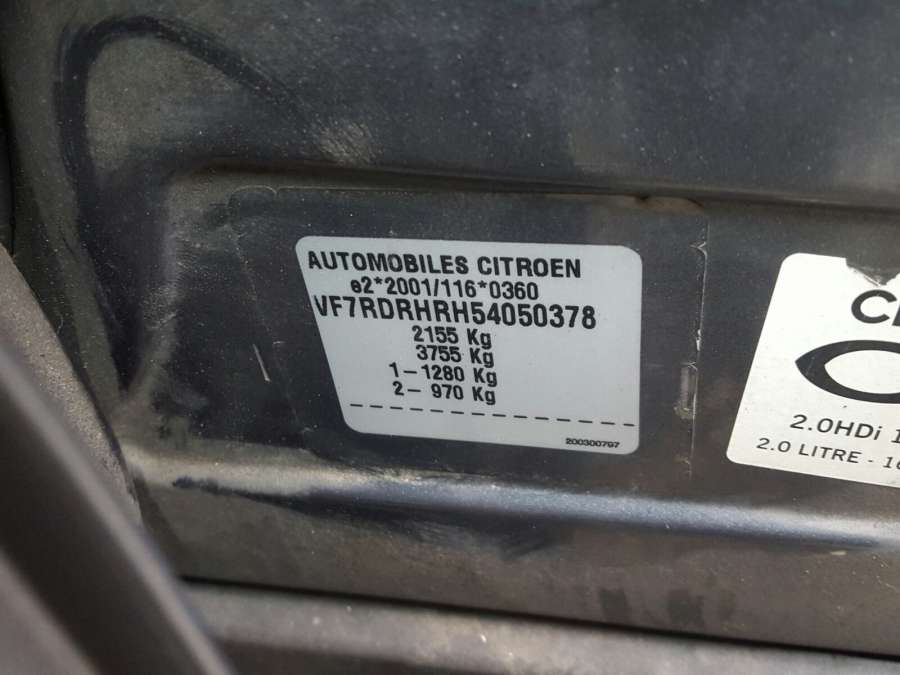 AUTOMOBILES CITROEN
e2*2001/116*0360
VF7RDRHRH54050378
2155 Kg
3755 Kg
1-1280 Kg
2- 970 Kg
200300797
2.0HDi
2.0 LITRE -